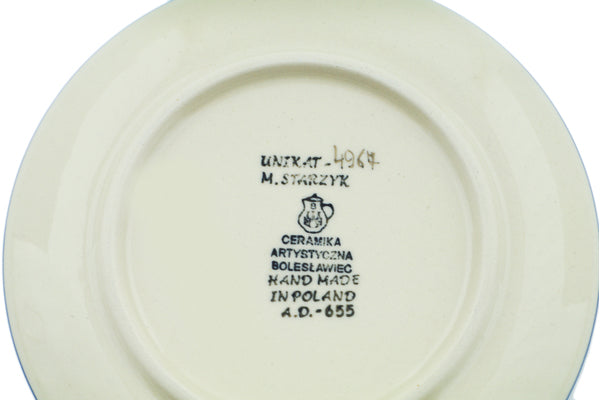 UNIKAT - 4967
M. STARZYK
CERAMIKA
ARTYSTYCZNA
BOLESŁAWIEC
HAND MADE
IN POLAND
A.D. - 655